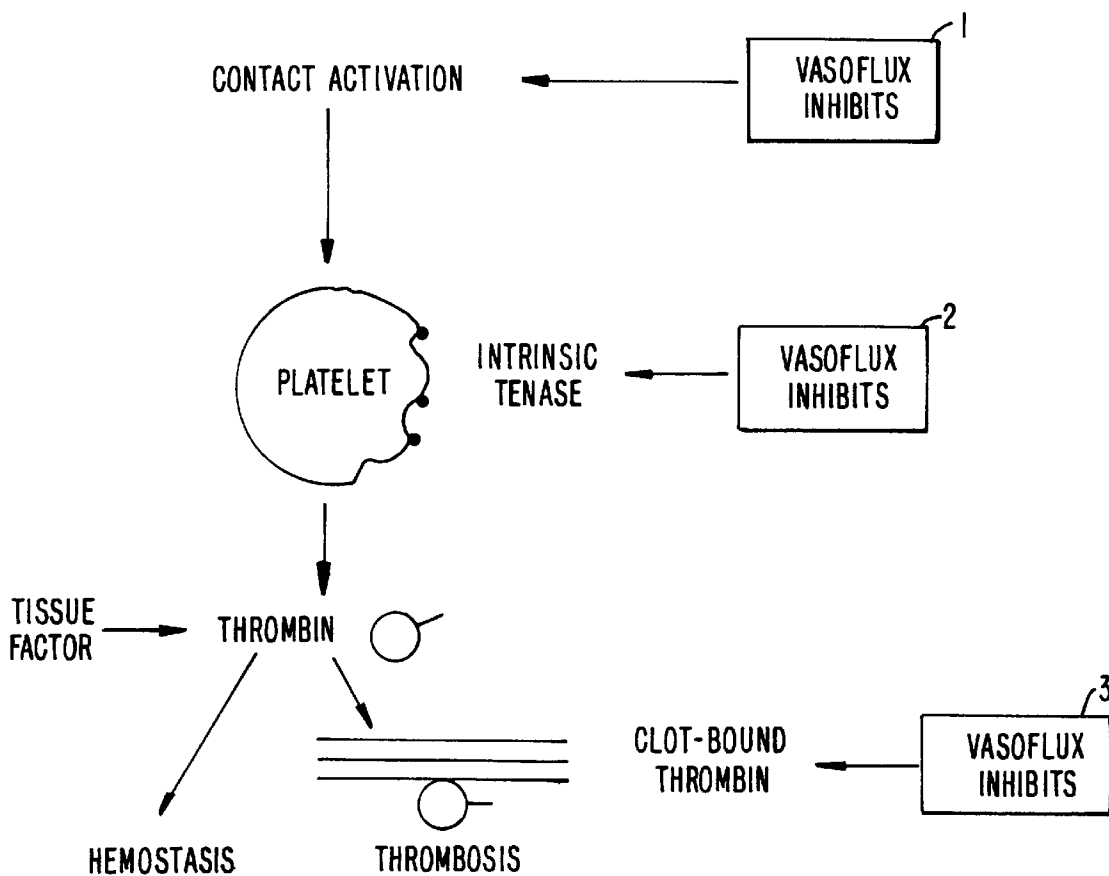 1
CONTACT ACTIVATION
VASOFLUX
INHIBITS
2
PLATELET
INTRINSIC
TENASE
VASOFLUX
INHIBITS
TISSUE
FACTOR
THROMBIN
3
CLOT-BOUND
THROMBIN
VASOFLUX
INHIBITS
HEMOSTASIS
THROMBOSIS